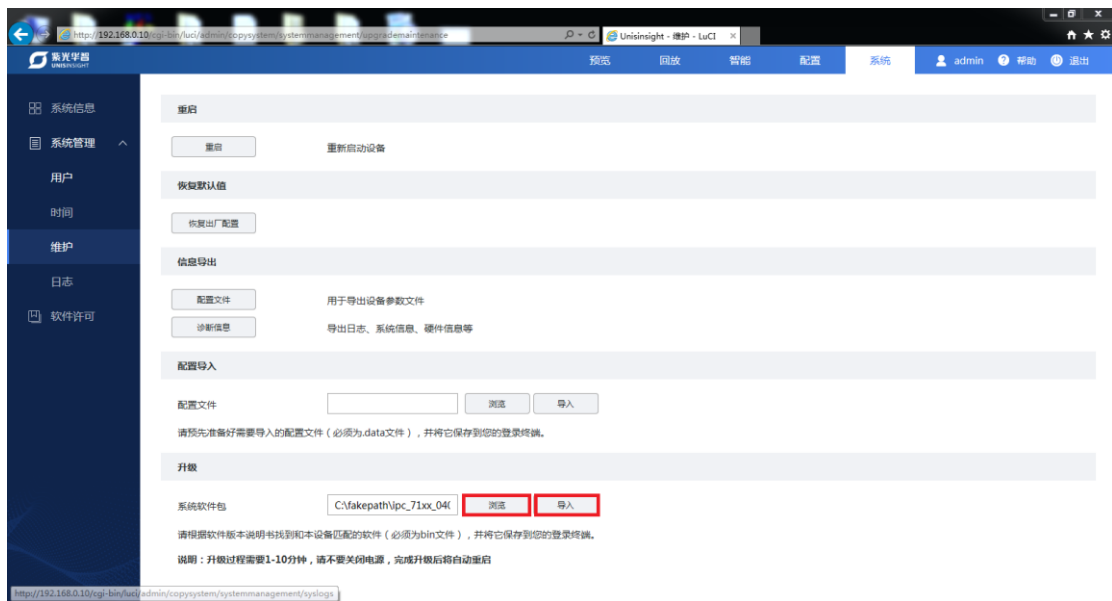 http://192.168.0.10/cgi-bin/luci/admin/copysystem/systemmanagement/upgrademaintenance
Unisinsight - 维护 - LuCI
紫光华智
UNISINSIGHT
预览 回放 智能 配置 系统 admin 帮助 退出
系统信息
系统管理
用户
时间
维护
日志
软件许可
重启
重启 重新启动设备
恢复默认值
恢复出厂配置
信息导出
配置文件 用于导出设备参数文件
诊断信息 导出日志、系统信息、硬件信息等
配置导入
配置文件 浏览 导入
请预先准备好需要导入的配置文件（必须为.data文件），并将它保存到您的登录终端。
升级
系统软件包 C:\fakepath\ipc_71xx_04( 浏览 导入
请根据软件版本说明书找到和本设备匹配的软件（必须为bin文件），并将它保存到您的登录终端。
说明：升级过程需要1-10分钟，请不要关闭电源，完成升级后将自动重启
http://192.168.0.10/cgi-bin/luci/admin/copysystem/systemmanagement/syslogs